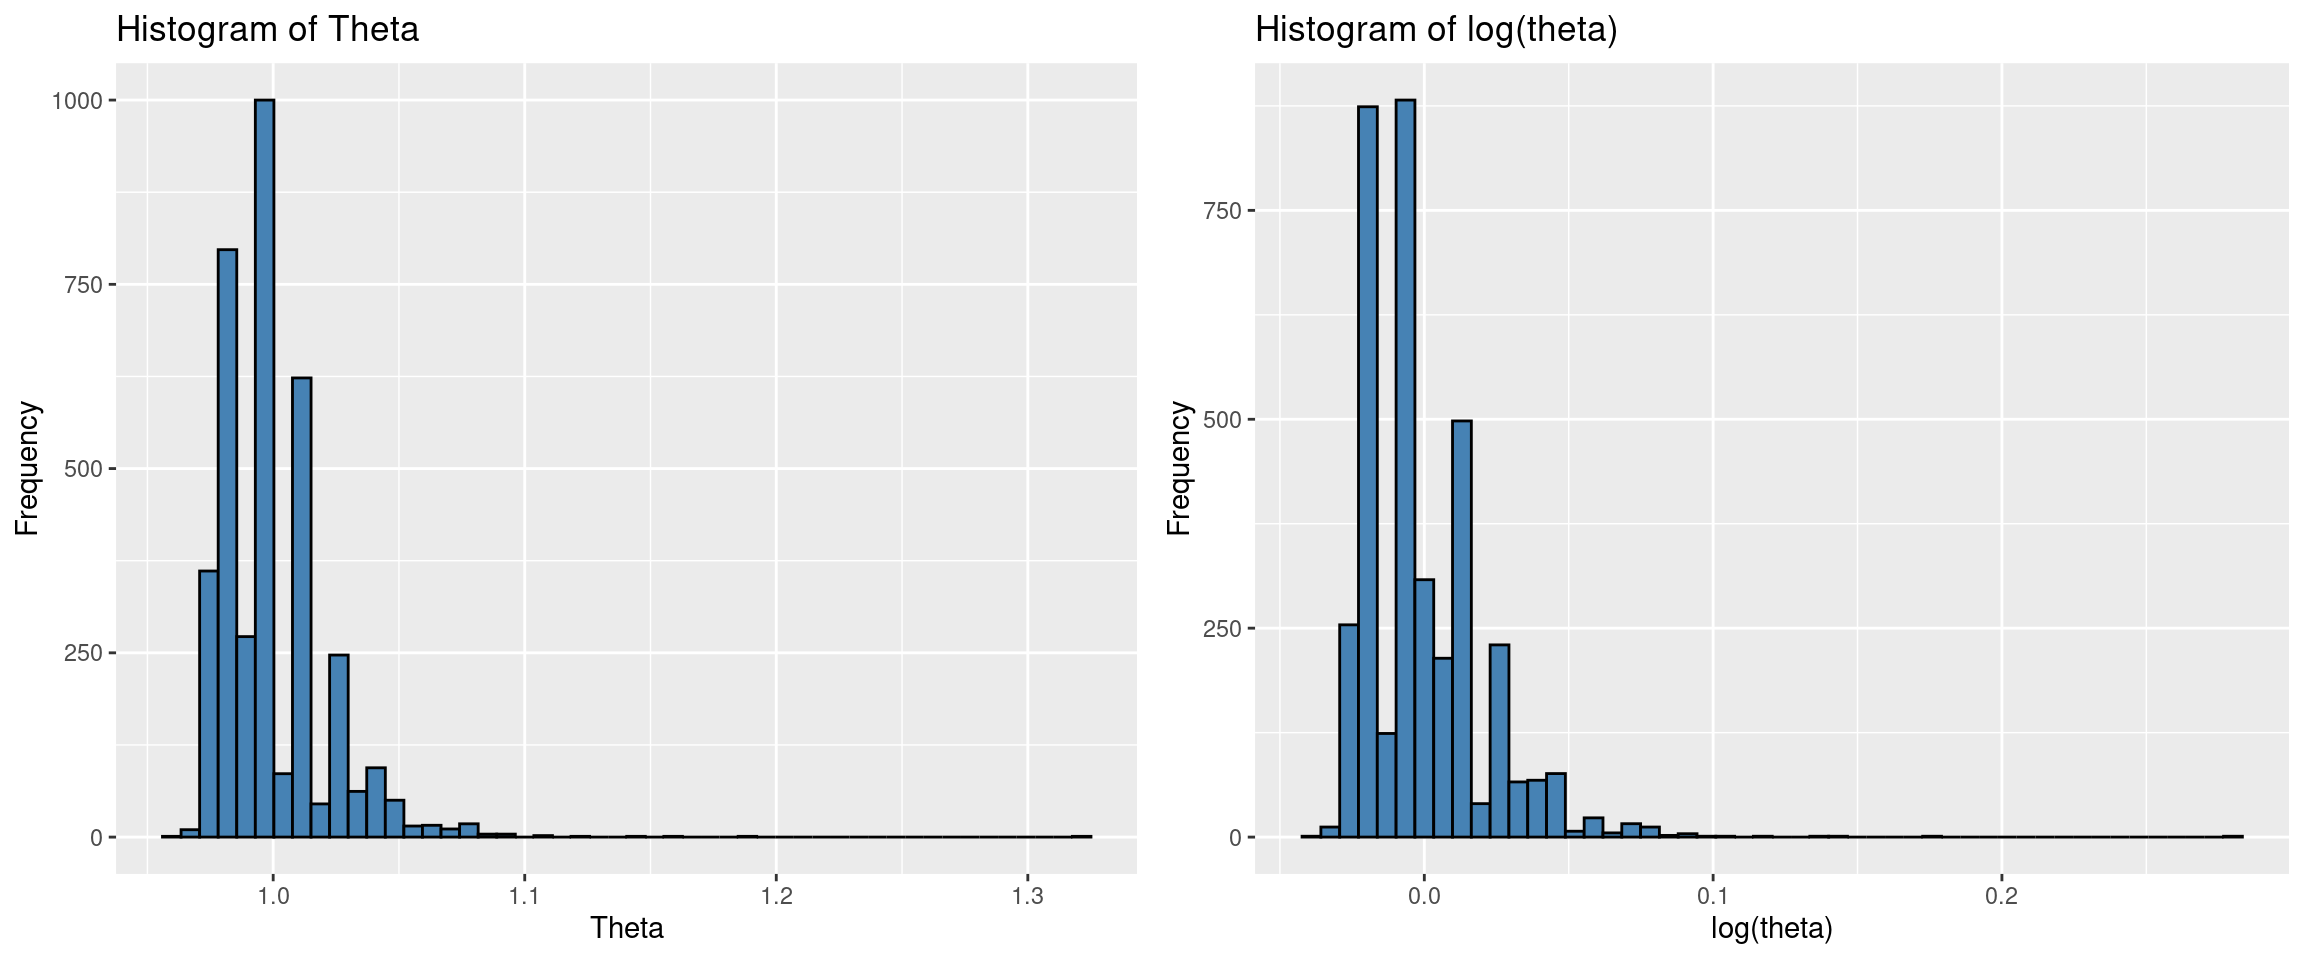 Histogram of Theta
Frequency
1000
750
500
250
0
1.0 1.1 1.2 1.3
Theta
Histogram of log(theta)
Frequency
750
500
250
0
0.0 0.1 0.2
log(theta)